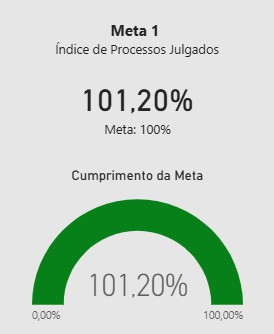 Meta 1
Índice de Processos Julgados
101,20%
Meta: 100%
Cumprimento da Meta
101,20%
0,00%
100,00%